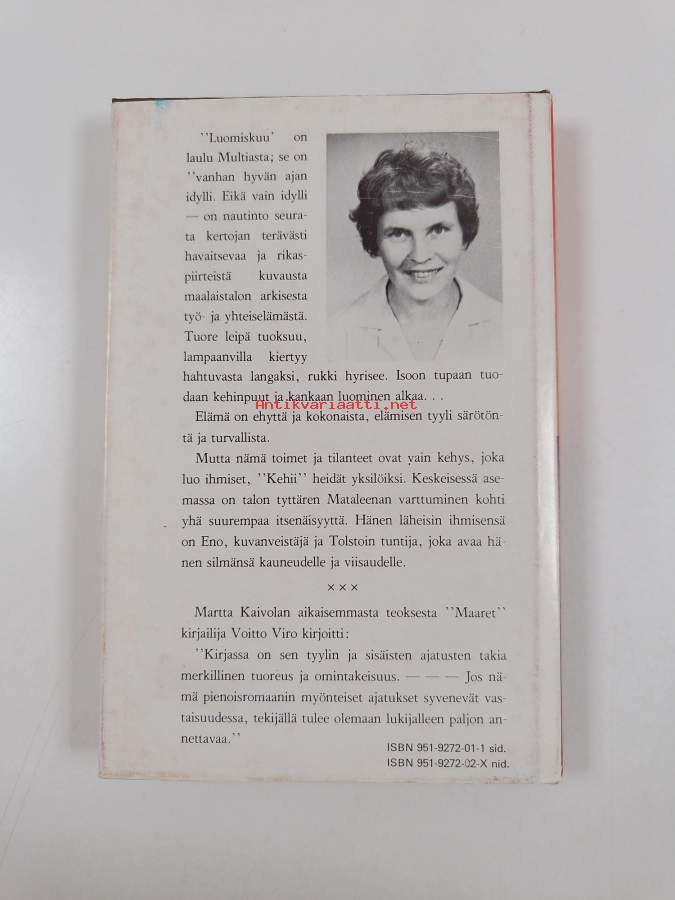 ''Luomiskuu' on
laulu Multiasta; se on
''vanhan hyvän ajan
idylli. Eikä vain idylli
— on nautinto seura-
ta kertojan terävästi
havaitsevaa ja rikas-
piirteistä kuvausta
maalaistalon arkisesta
työ- ja yhteiselämästä.
Tuore leipä tuoksuu,
lampaanvilla kiertyy
hahtuvasta langaksi, rukki hyrisee. Isoon tupaan tuo-
daan kehinpuut ja kankaan luominen alkaa. . .
Antikvariaatti.net
Elämä on ehyttä ja kokonaista, elämisen tyyli särötön-
tä ja turvallista.
Mutta nämä toimet ja tilanteet ovat vain kehys, joka
luo ihmiset, ''Kehii'' heidät yksilöiksi. Keskeisessä ase-
massa on talon tyttären Mataleenan varttuminen kohti
yhä suurempaa itsenäisyyttä. Hänen läheisin ihmisensä
on Eno, kuvanveistäjä ja Tolstoin tuntija, joka avaa hä-
nen silmänsä kauneudelle ja viisaudelle.
× × ×
Martta Kaivolan aikaisemmasta teoksesta ''Maaret''
kirjailija Voitto Viro kirjoitti:
''Kirjassa on sen tyylin ja sisäisten ajatusten takia
merkillinen tuoreus ja omintakeisuus. — — — Jos nä-
mä pienoisromaanin myönteiset ajatukset syvenevät vas-
taisuudessa, tekijällä tulee olemaan lukijalleen paljon an-
nettavaa.''
ISBN 951-9272-01-1 sid.
ISBN 951-9272-02-X nid.